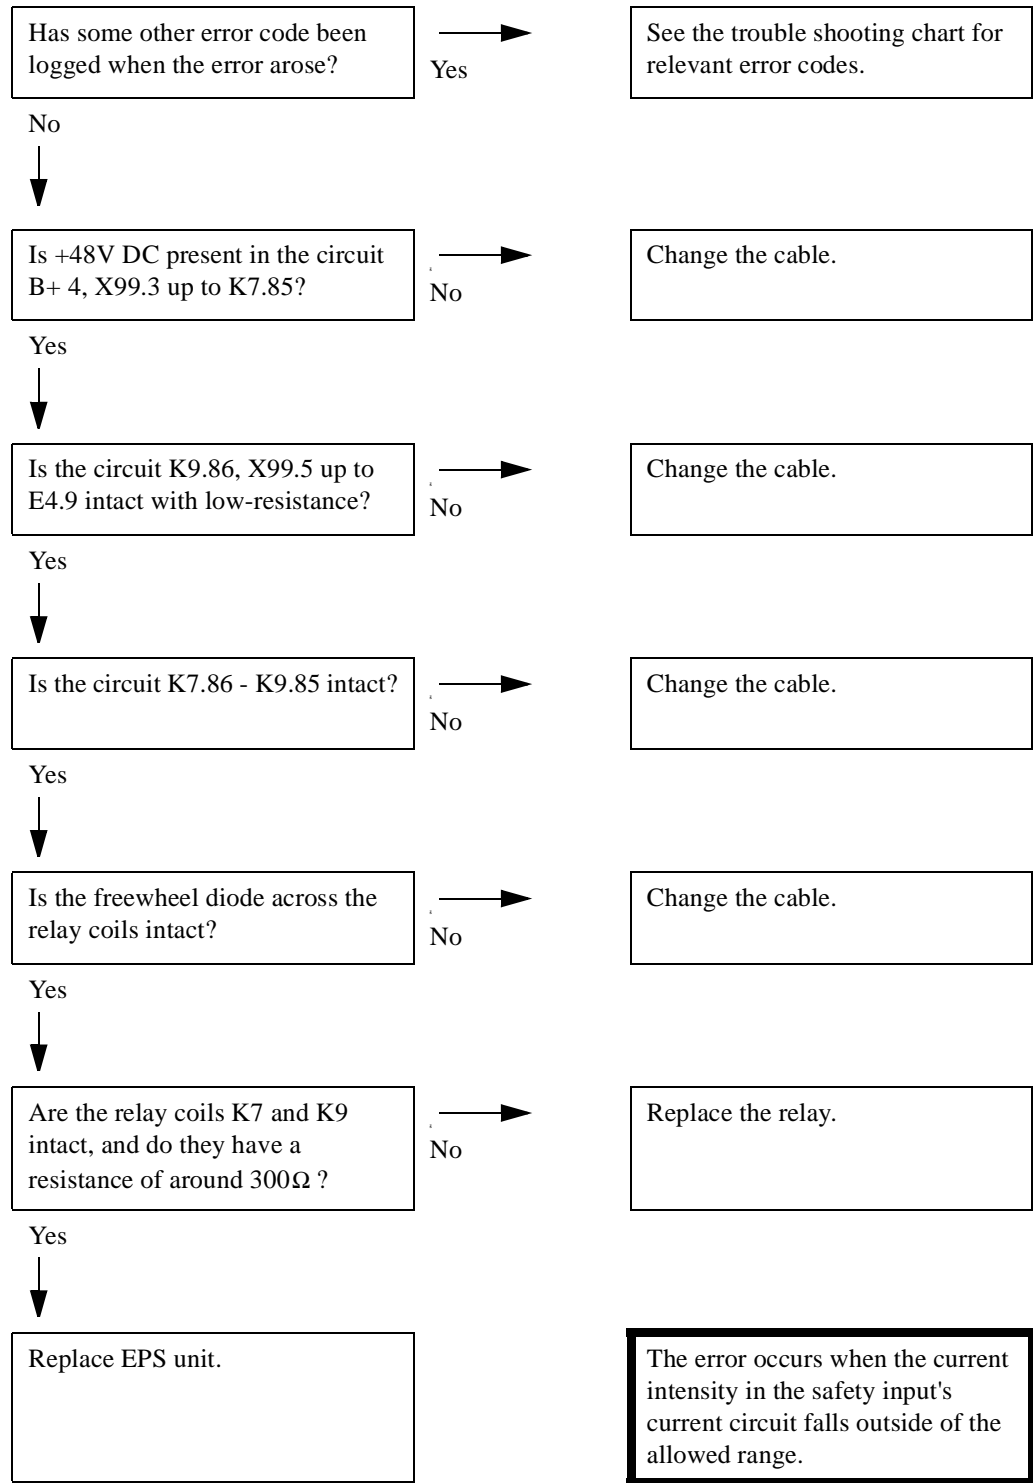 Has some other error code been
logged when the error arose?
Yes
See the trouble shooting chart for
relevant error codes.
No
Is +48V DC present in the circuit
B+ 4, X99.3 up to K7.85?
No
Change the cable.
Yes
Is the circuit K9.86, X99.5 up to
E4.9 intact with low-resistance?
No
Change the cable.
Yes
Is the circuit K7.86 - K9.85 intact?
No
Change the cable.
Yes
Is the freewheel diode across the
relay coils intact?
No
Change the cable.
Yes
Are the relay coils K7 and K9
intact, and do they have a
resistance of around 300Ω ?
No
Replace the relay.
Yes
Replace EPS unit.
The error occurs when the current
intensity in the safety input's
current circuit falls outside of the
allowed range.